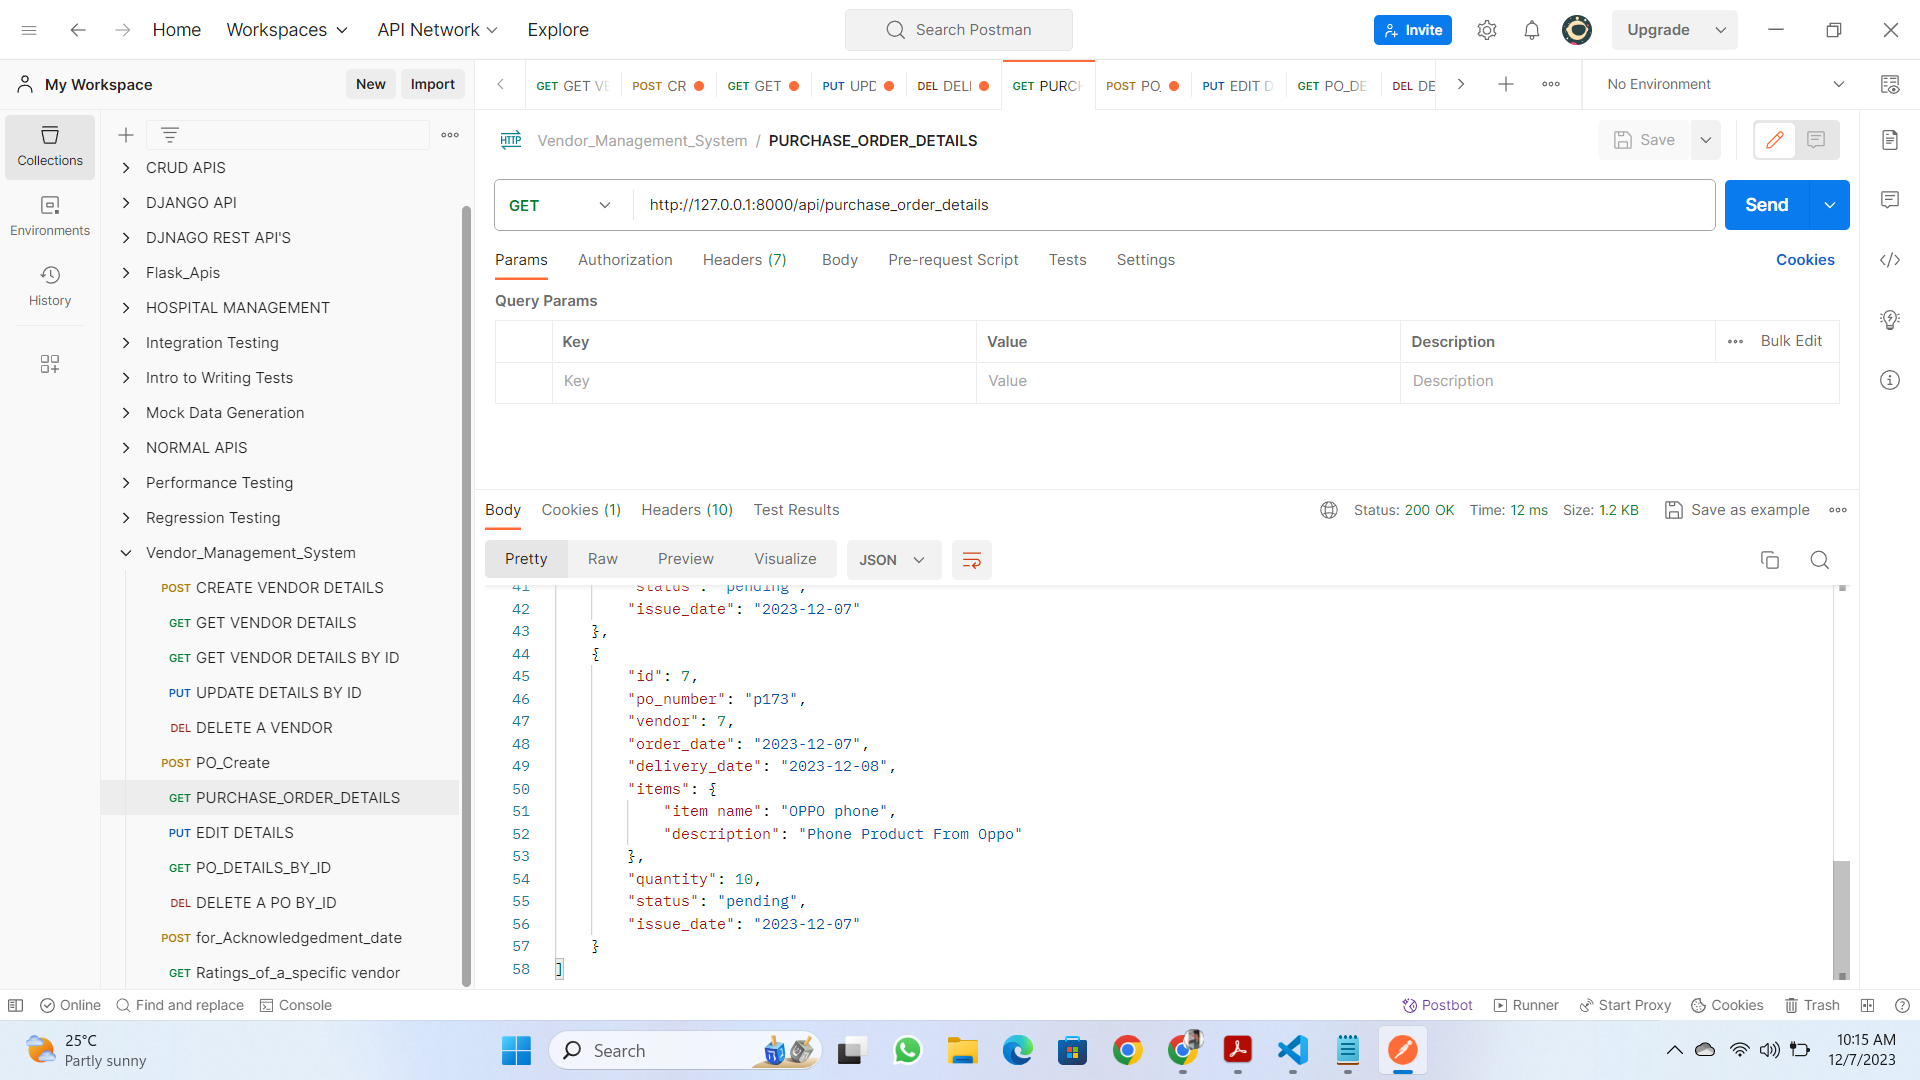 Home
Workspaces
API Network
Explore
Search Postman
Invite
Upgrade
My Workspace
New
Import
GET GET VE
POST CR
GET GET
PUT UPD
DEL DELI
GET PURCH
POST PO_
PUT EDIT D
GET PO_DE
DEL DE
No Environment
Collections
Environments
History
CRUD APIS
DJANGO API
DJNAGO REST API'S
Flask_Apis
HOSPITAL MANAGEMENT
Integration Testing
Intro to Writing Tests
Mock Data Generation
NORMAL APIS
Performance Testing
Regression Testing
Vendor_Management_System
POST CREATE VENDOR DETAILS
GET GET VENDOR DETAILS
GET GET VENDOR DETAILS BY ID
PUT UPDATE DETAILS BY ID
DEL DELETE A VENDOR
POST PO_Create
GET PURCHASE_ORDER_DETAILS
PUT EDIT DETAILS
GET PO_DETAILS_BY_ID
DEL DELETE A PO BY_ID
POST for_Acknowledgedment_date
GET Ratings_of_a_specific vendor
HTTP
Vendor_Management_System / PURCHASE_ORDER_DETAILS
Save
GET
http://127.0.0.1:8000/api/purchase_order_details
Send
Params
Authorization
Headers (7)
Body
Pre-request Script
Tests
Settings
Cookies
Query Params
Key
Value
Description
Bulk Edit
Key
Value
Description
Body
Cookies (1)
Headers (10)
Test Results
Status: 200 OK
Time: 12 ms
Size: 1.2 KB
Save as example
Pretty
Raw
Preview
Visualize
JSON
41 "status": "pending",
42 "issue_date": "2023-12-07"
43 },
44 {
45 "id": 7,
46 "po_number": "p173",
47 "vendor": 7,
48 "order_date": "2023-12-07",
49 "delivery_date": "2023-12-08",
50 "items": {
51 "item name": "OPPO phone",
52 "description": "Phone Product From Oppo"
53 },
54 "quantity": 10,
55 "status": "pending",
56 "issue_date": "2023-12-07"
57 }
58 ]
Online
Find and replace
Console
Postbot
Runner
Start Proxy
Cookies
Trash
25°C
Partly sunny
Search
10:15 AM
12/7/2023